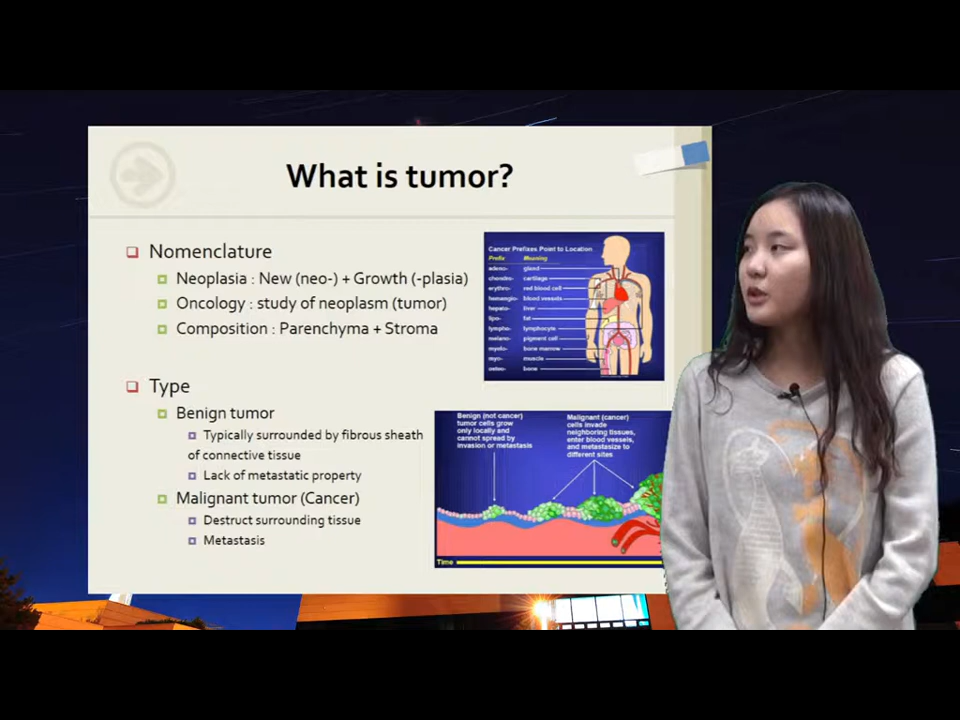 What is tumor?
Nomenclature
Neoplasia : New (neo-) + Growth (-plasia)
Oncology : study of neoplasm (tumor)
Composition : Parenchyma + Stroma
Cancer Prefixes Point to Location
Prefix Meaning
adeno- gland
chondro- cartilage
erythro- red blood cell
hemangio- blood vessels
hepato- liver
lipo- fat
lympho- lymphocyte
melano- pigment cell
myelo- bone marrow
myo- muscle
osteo- bone
Type
Benign tumor
Typically surrounded by fibrous sheath
of connective tissue
Lack of metastatic property
Malignant tumor (Cancer)
Destruct surrounding tissue
Metastasis
Benign (not cancer)
tumor cells grow
only locally and
cannot spread by
invasion or metastasis
Malignant (cancer)
cells invade
neighboring tissues,
enter blood vessels,
and metastasize to
different sites
Time